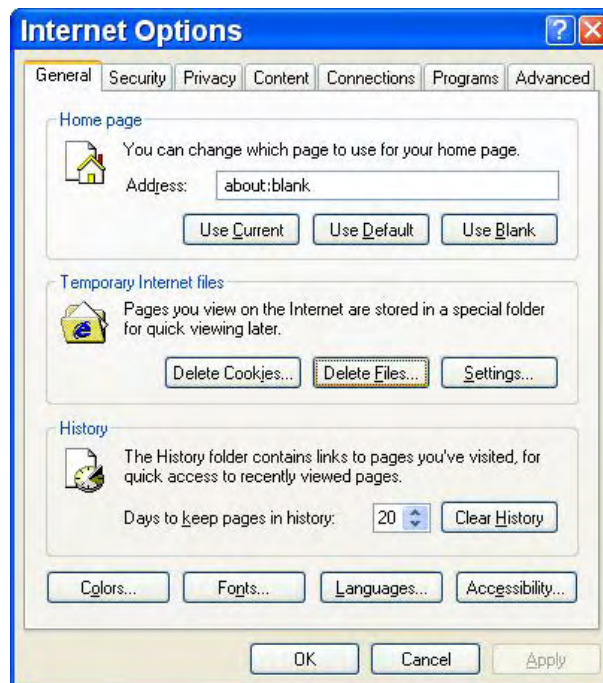 Internet Options
General Security Privacy Content Connections Programs Advanced
Home page
You can change which page to use for your home page.
Address: about:blank
Use Current Use Default Use Blank
Temporary Internet files
Pages you view on the Internet are stored in a special folder
for quick viewing later.
Delete Cookies... Delete Files... Settings...
History
The History folder contains links to pages you've visited, for
quick access to recently viewed pages.
Days to keep pages in history: 20 Clear History
Colors... Fonts... Languages... Accessibility...
OK Cancel Apply